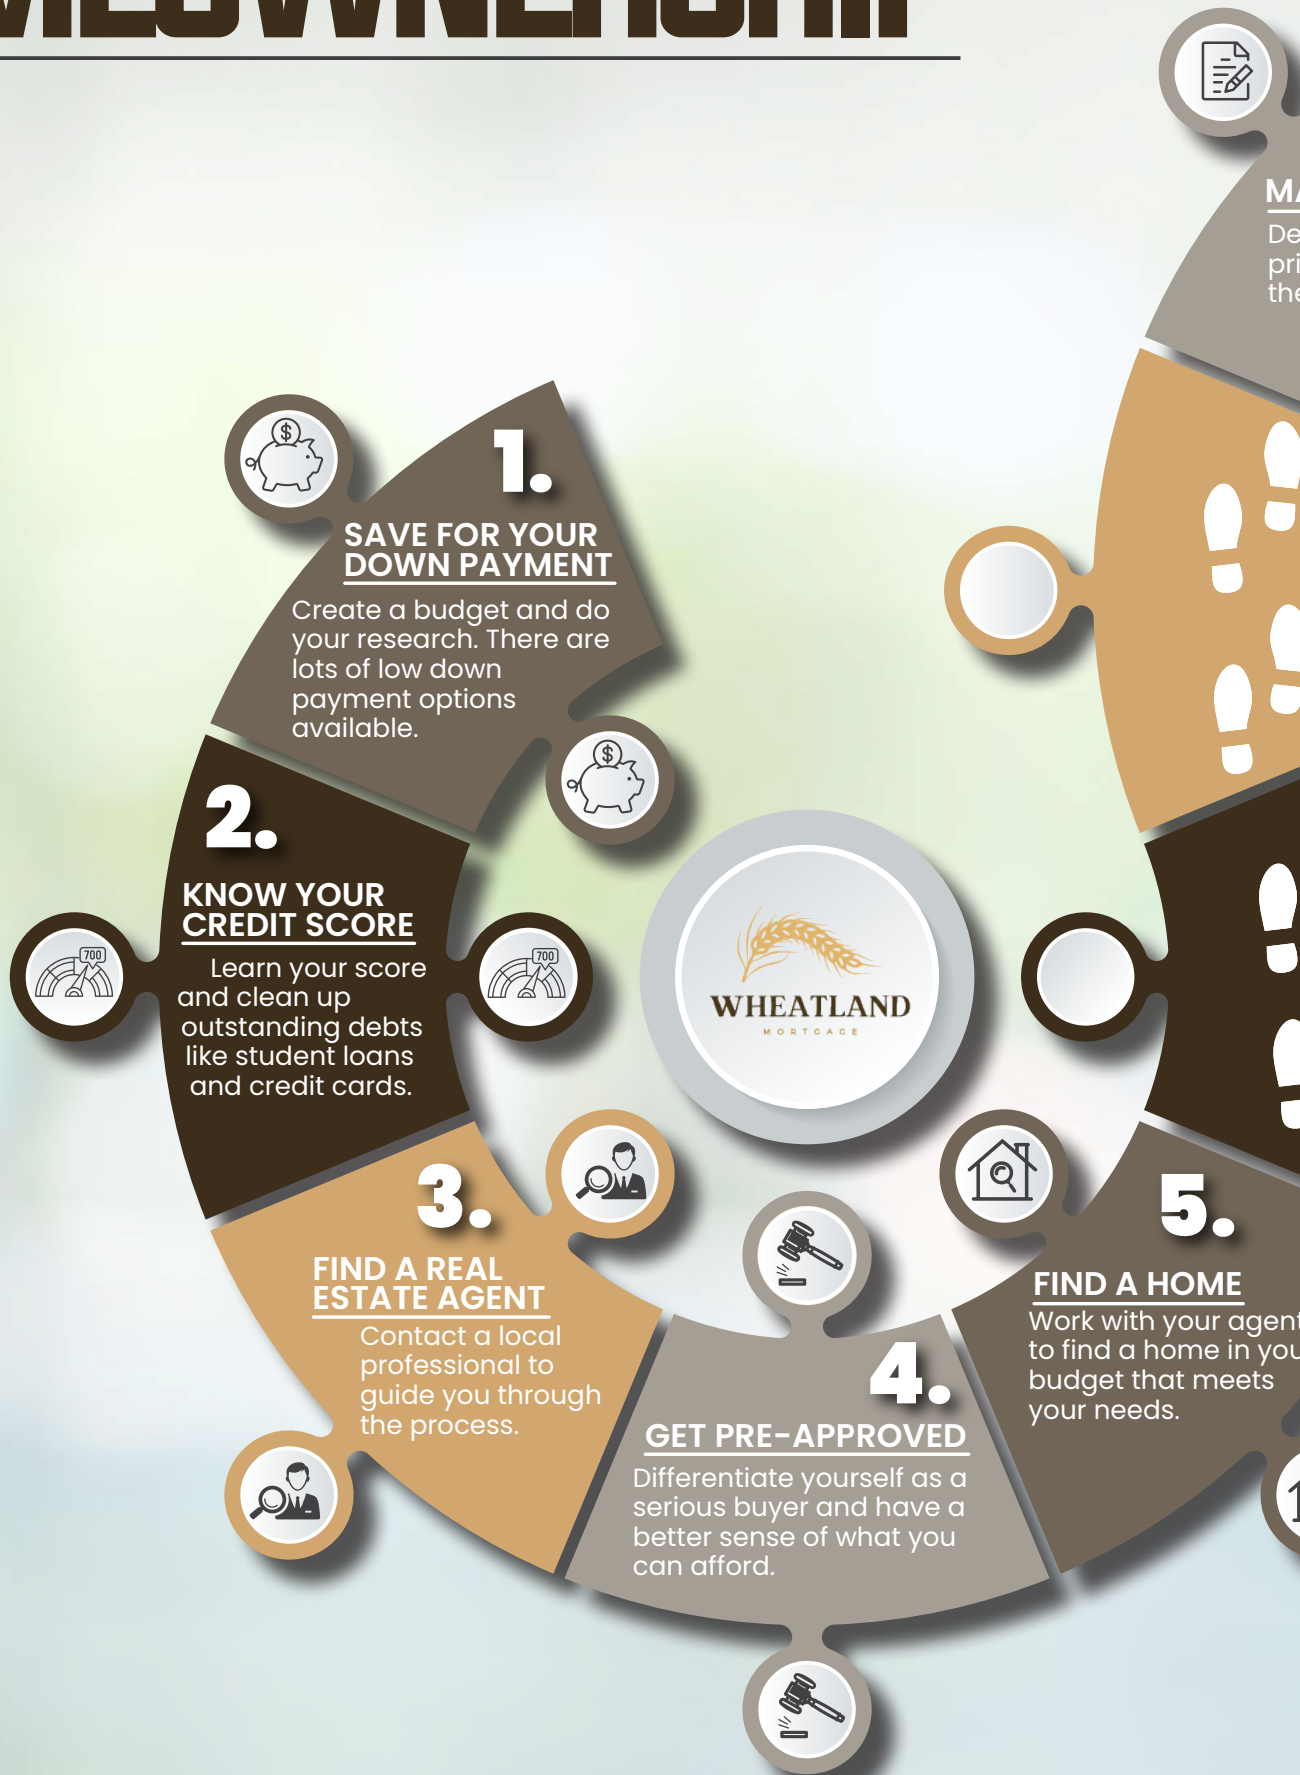 1.
SAVE FOR YOUR
DOWN PAYMENT
Create a budget and do
your research. There are
lots of low down
payment options
available.
2.
KNOW YOUR
CREDIT SCORE
Learn your score
and clean up
outstanding debts
like student loans
and credit cards.
700
700
3.
FIND A REAL
ESTATE AGENT
Contact a local
professional to
guide you through
the process.
4.
GET PRE-APPROVED
Differentiate yourself as a
serious buyer and have a
better sense of what you
can afford.
5.
FIND A HOME
Work with your agent
to find a home in you
budget that meets
your needs.
WHEATLAND
MORTGAGE
MA
De
pri
the
$
$